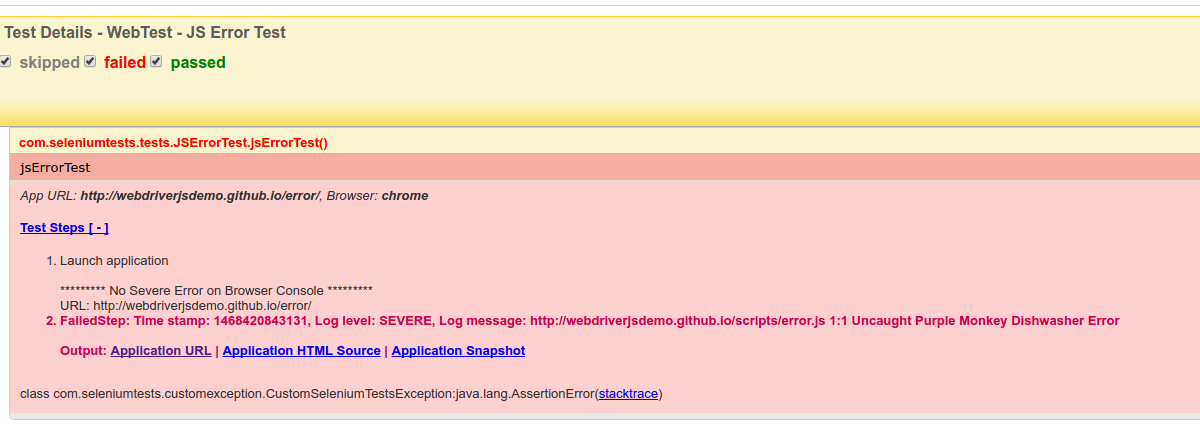 Test Details - WebTest - JS Error Test
skipped failed passed
com.seleniumtests.tests.JSErrorTest.jsErrorTest()
jsErrorTest
App URL: http://webdriverjsdemo.github.io/error/, Browser: chrome
Test Steps [ - ]
1. Launch application
********* No Severe Error on Browser Console *********
URL: http://webdriverjsdemo.github.io/error/
2. FailedStep: Time stamp: 1468420843131, Log level: SEVERE, Log message: http://webdriverjsdemo.github.io/scripts/error.js 1:1 Uncaught Purple Monkey Dishwasher Error
Output: Application URL | Application HTML Source | Application Snapshot
class com.seleniumtests.customexception.CustomSeleniumTestsException:java.lang.AssertionError(stacktrace)